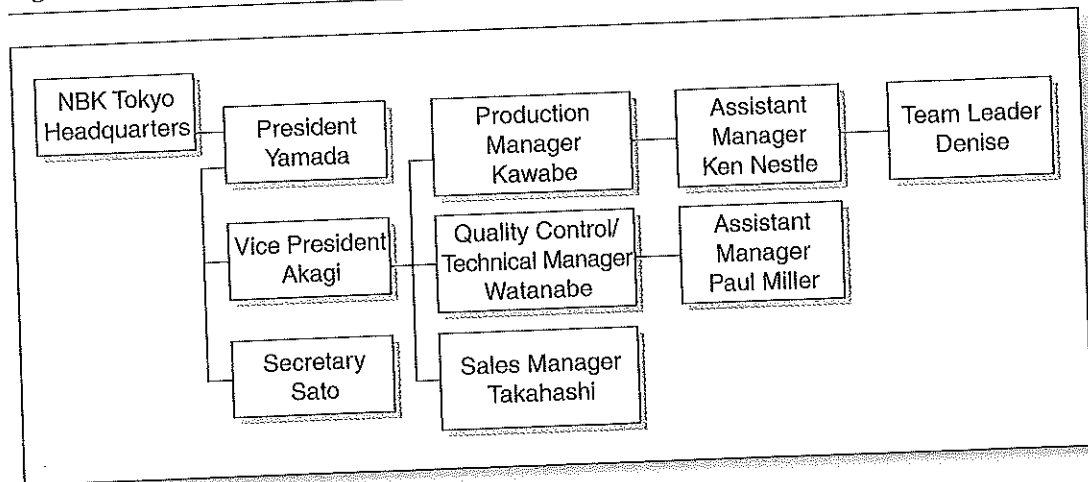 NBK Tokyo
Headquarters
President
Yamada
Vice President
Akagi
Secretary
Sato
Production
Manager
Kawabe
Quality Control/
Technical Manager
Watanabe
Sales Manager
Takahashi
Assistant
Manager
Ken Nestle
Assistant
Manager
Paul Miller
Team Leader
Denise